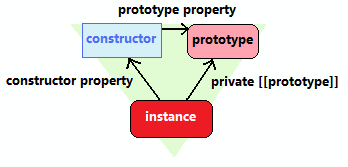 prototype property
constructor
prototype
constructor property
private [[prototype]]
instance